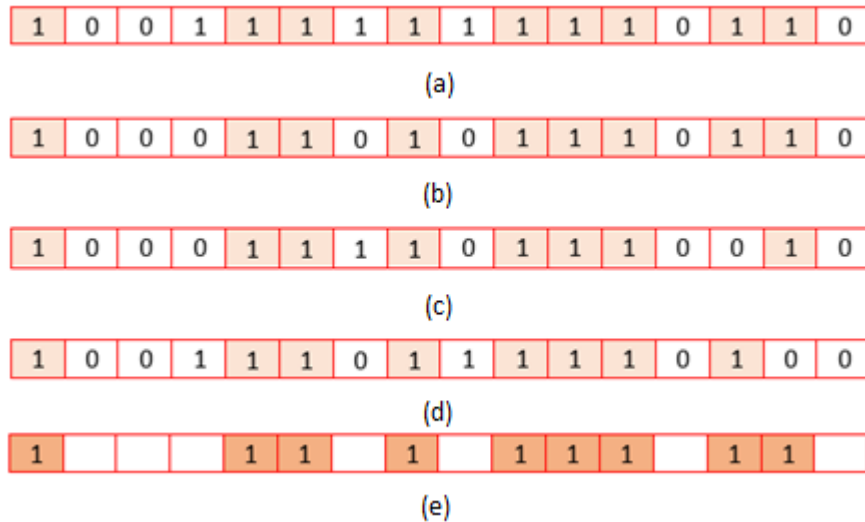 1 0 0 1 1 1 1 1 1 1 1 1 0 1 1 0
(a)
1 0 0 0 1 1 0 1 0 1 1 1 0 1 1 0
(b)
1 0 0 0 1 1 1 1 0 1 1 1 0 0 1 0
(c)
1 0 0 1 1 1 0 1 1 1 1 1 0 1 0 0
(d)
1 1 1 1 1 1 1 1 1
(e)